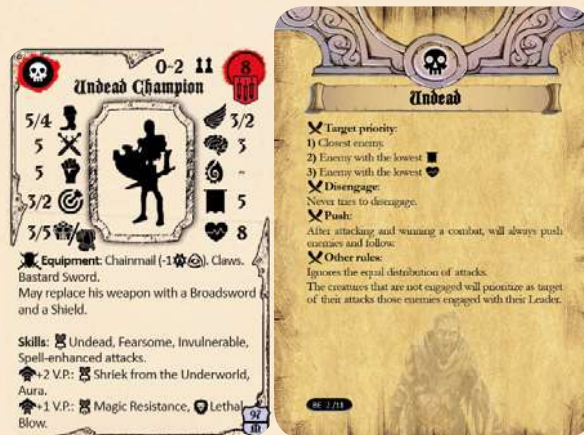 0-2 11 8
Undead Champion
5/4 3/2
5 3
5 -
3/2 5
3/5 8
Equipment: Chainmail (-1). Claws.
Bastard Sword.
May replace his weapon with a Broadsword
and a Shield.
Skills: Undead, Fearsome, Invulnerable,
Spell-enhanced attacks.
+2 V.P.: Shriek from the Underworld,
Aura.
+1 V.P.: Magic Resistance, Lethal
Blow.
97
Undead
Target priority:
1) Closest enemy.
2) Enemy with the lowest
3) Enemy with the lowest
Disengage:
Never tries to disengage.
Push:
After attacking and winning a combat, will always push
enemies and follow.
Other rules:
Ignores the equal distribution of attacks.
The creatures that are not engaged will prioritize as target
of their attacks those enemies engaged with their Leader.